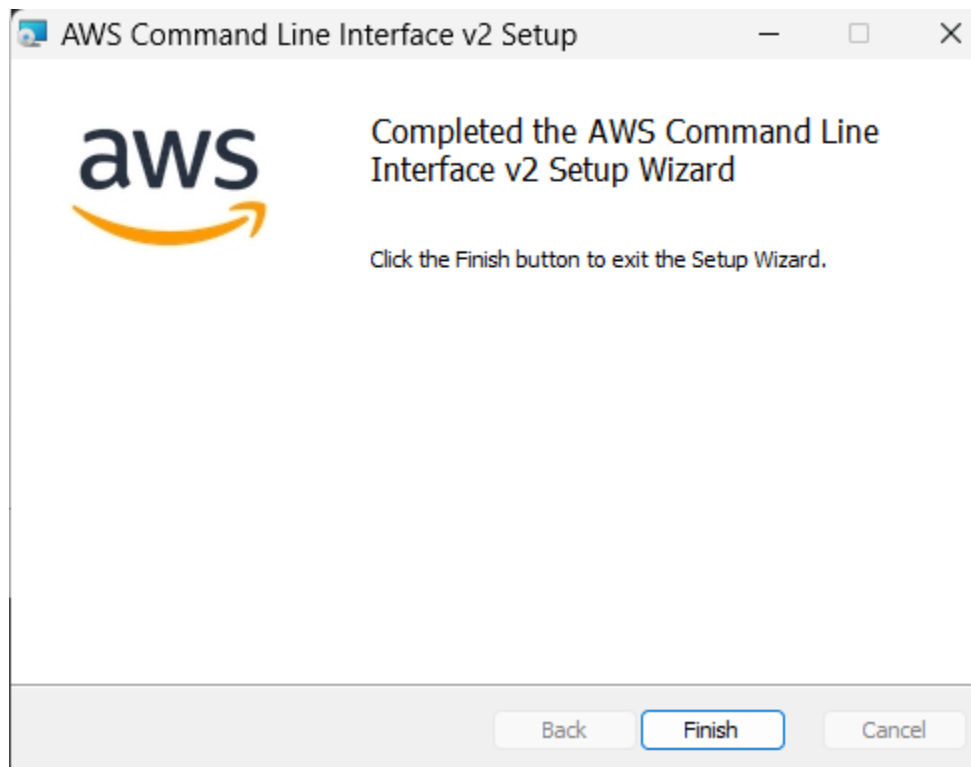 AWS Command Line Interface v2 Setup
aws
Completed the AWS Command Line
Interface v2 Setup Wizard
Click the Finish button to exit the Setup Wizard.
Back
Finish
Cancel